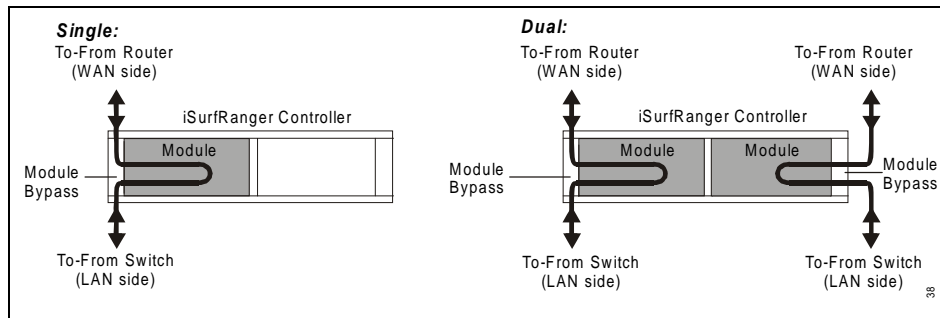 Single:
To-From Router
(WAN side)
iSurfRanger Controller
Module
Module
Bypass
To-From Switch
(LAN side)
Dual:
To-From Router
(WAN side)
To-From Router
(WAN side)
iSurfRanger Controller
Module
Module
Module
Bypass
Module
Bypass
To-From Switch
(LAN side)
To-From Switch
(LAN side)
38